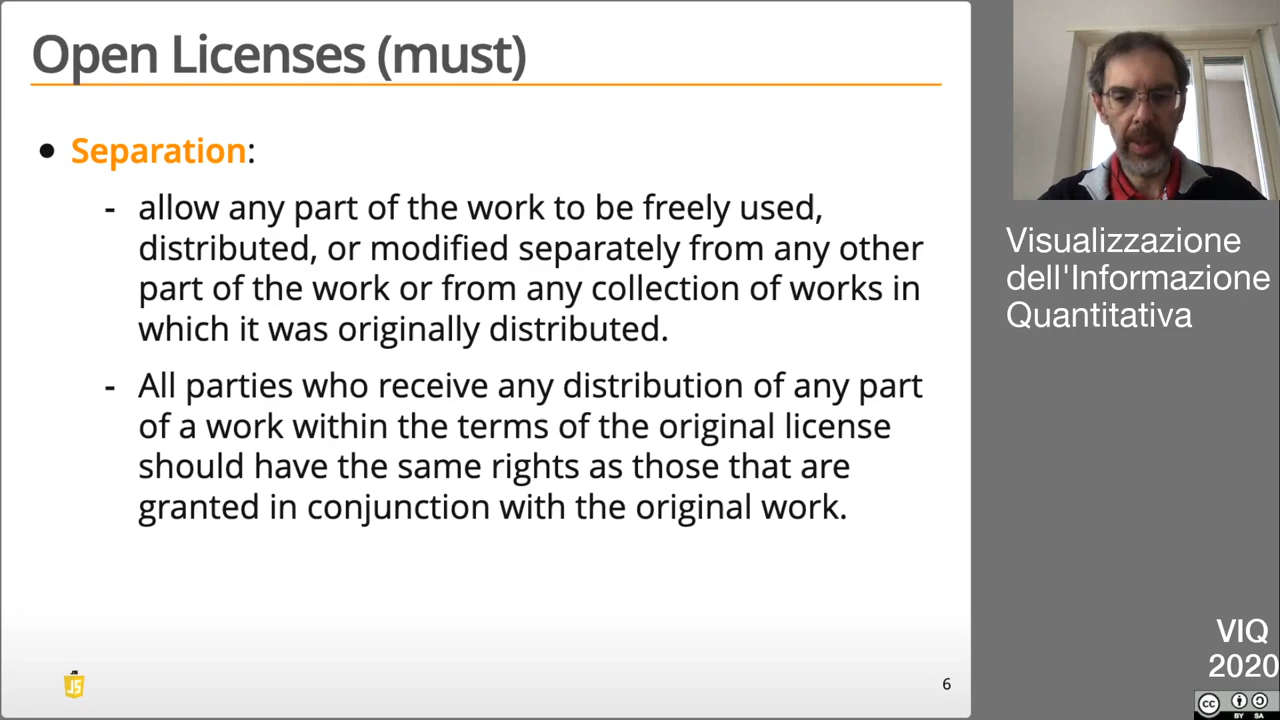 Open Licenses (must)
• Separation:
- allow any part of the work to be freely used,
distributed, or modified separately from any other
part of the work or from any collection of works in
which it was originally distributed.
- All parties who receive any distribution of any part
of a work within the terms of the original license
should have the same rights as those that are
granted in conjunction with the original work.
JS
6
Visualizzazione
dell'Informazione
Quantitativa
VIQ
2020
cc
BY SA